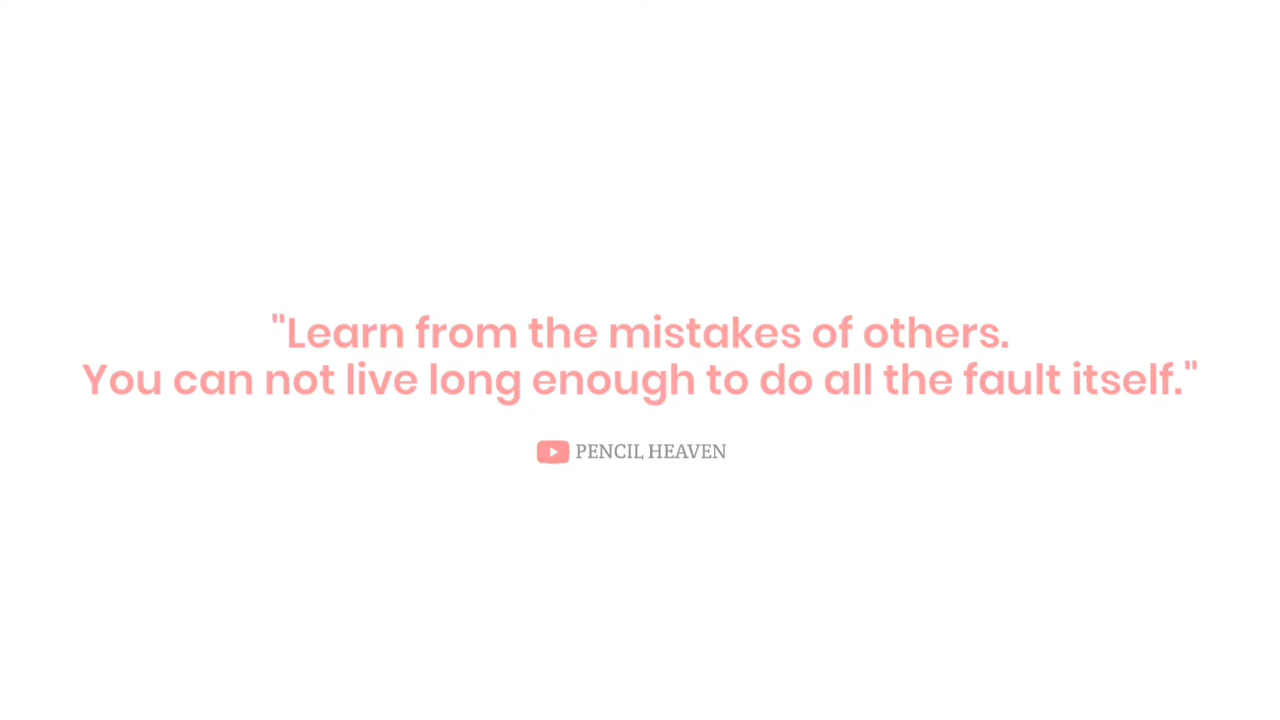 "Learn from the mistakes of others.
You can not live long enough to do all the fault itself."
PENCIL HEAVEN